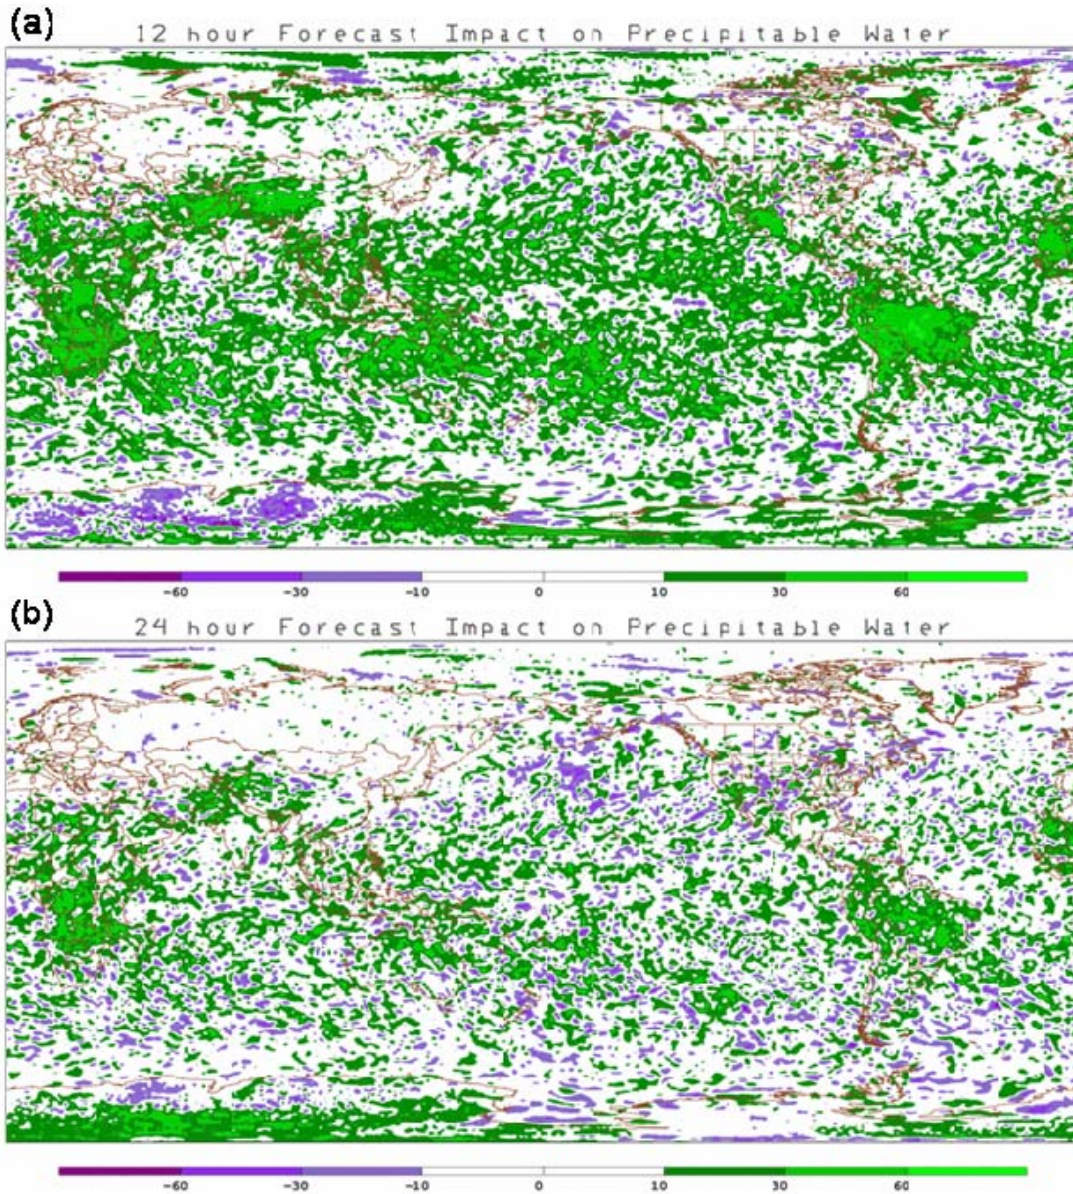 (a)
12 hour Forecast Impact on Precipitable Water
-60 -30 -10 0 10 30 60
(b)
24 hour Forecast Impact on Precipitable Water
-60 -30 -10 0 10 30 60